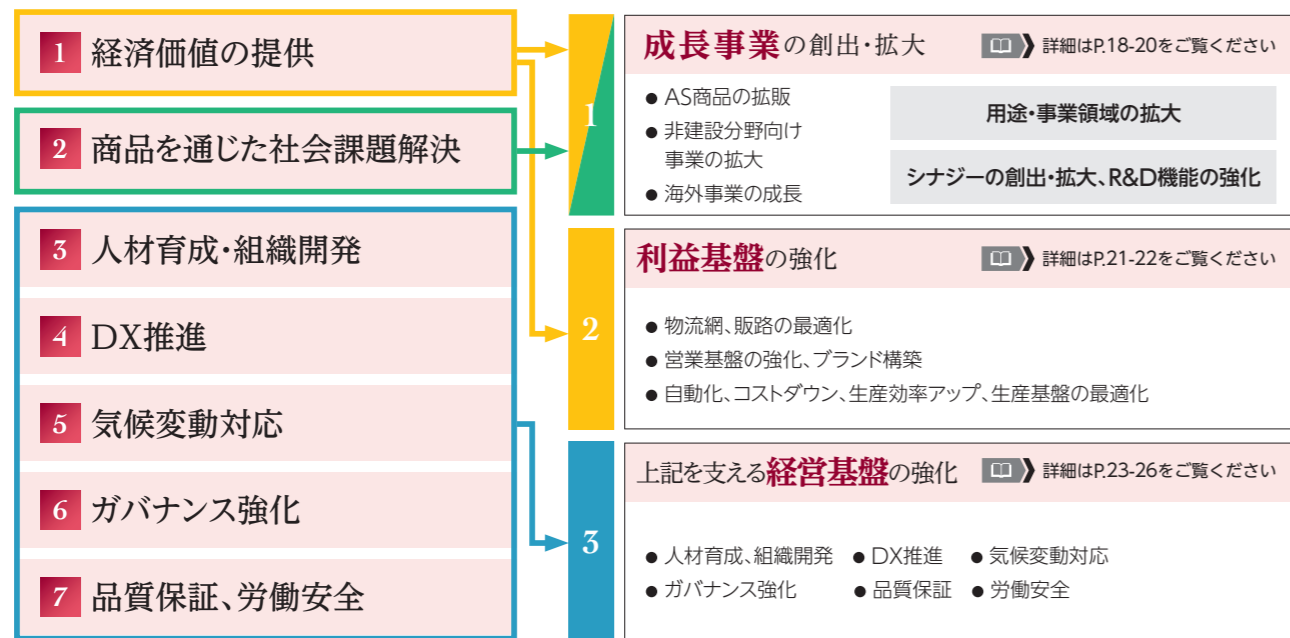 1 経済価値の提供
2 商品を通じた社会課題解決
3 人材育成・組織開発
4 DX推進
5 気候変動対応
6 ガバナンス強化
7 品質保証、労働安全
1
成長事業の創出・拡大 詳細はP.18-20をご覧ください
● AS商品の拡販
● 非建設分野向け
事業の拡大
● 海外事業の成長
用途・事業領域の拡大
シナジーの創出・拡大、R&D機能の強化
2
利益基盤の強化 詳細はP.21-22をご覧ください
● 物流網、販路の最適化
● 営業基盤の強化、ブランド構築
● 自動化、コストダウン、生産効率アップ、生産基盤の最適化
3
上記を支える経営基盤の強化 詳細はP.23-26をご覧ください
● 人材育成、組織開発 ● DX推進 ● 気候変動対応
● ガバナンス強化 ● 品質保証 ● 労働安全